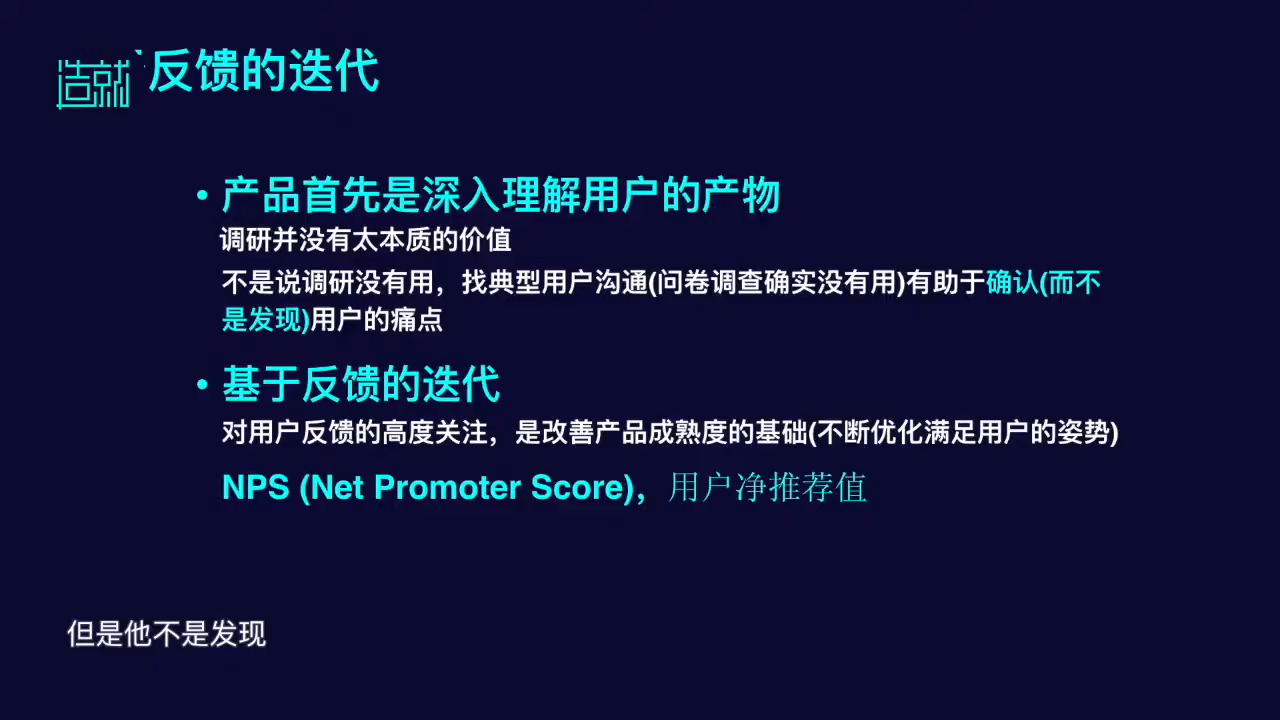 造就
反馈的迭代
• 产品首先是深入理解用户的产物
调研并没有太本质的价值
不是说调研没有用，找典型用户沟通(问卷调查确实没有用)有助于确认(而不
是发现)用户的痛点
• 基于反馈的迭代
对用户反馈的高度关注，是改善产品成熟度的基础(不断优化满足用户的姿势)
NPS (Net Promoter Score)，用户净推荐值
但是他不是发现